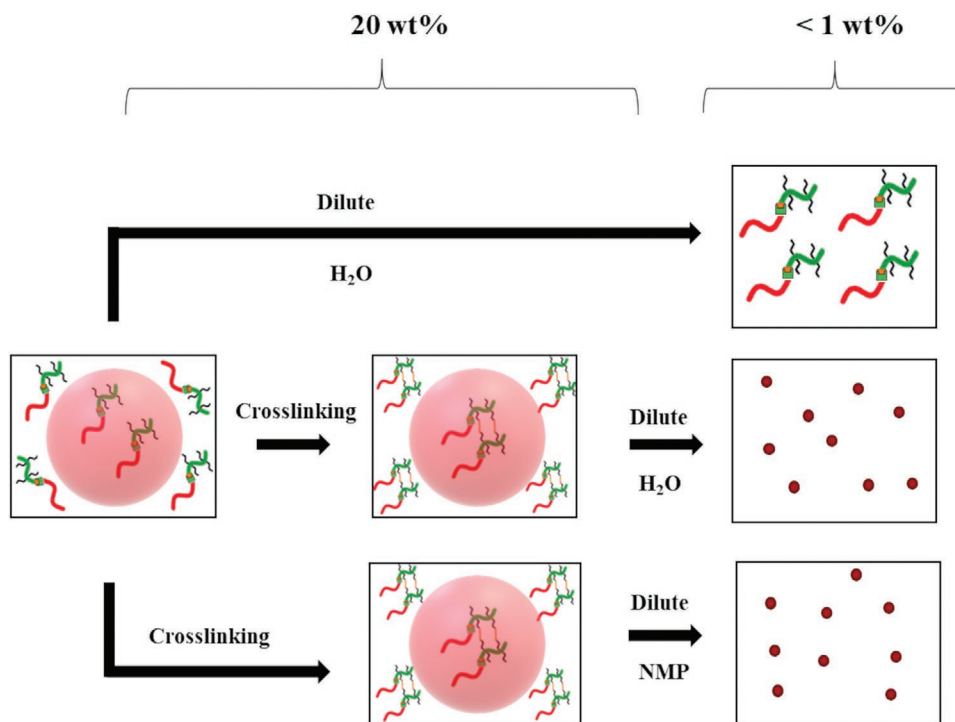 20 wt%
< 1 wt%
Dilute
H₂O
Crosslinking
Dilute
H₂O
Crosslinking
Dilute
NMP